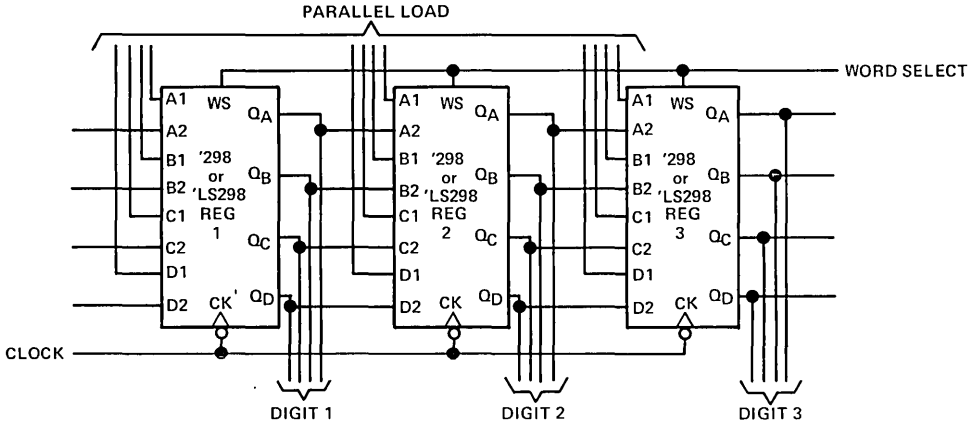 PARALLEL LOAD
WORD SELECT
A1 WS QA
A2
B1 '298 QB
or
B2 'LS298
C1 REG
1 QC
C2
D1
D2 CK' QD
A1 WS QA
A2
B1 '298 QB
or
B2 'LS298
C1 REG
2 QC
C2
D1
D2 CK QD
A1 WS QA
A2
B1 '298 QB
or
B2 'LS298
C1 REG
3 QC
C2
D1
D2 CK QD
CLOCK
DIGIT 1
DIGIT 2
DIGIT 3